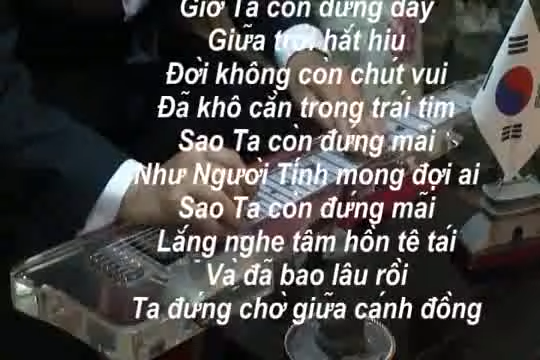 Giờ Ta còn đứng đây
Giữa trời hắt hiu
Đời không còn chút vui
Đã khô cằn trong trái tim
Sao Ta còn đứng mãi
Như Người Tính mong đợi ai
Sao Ta còn đứng mãi
Lắng nghe tâm hồn tê tái
Và đã bao lâu rồi
Ta đứng chờ giữa cánh đồng